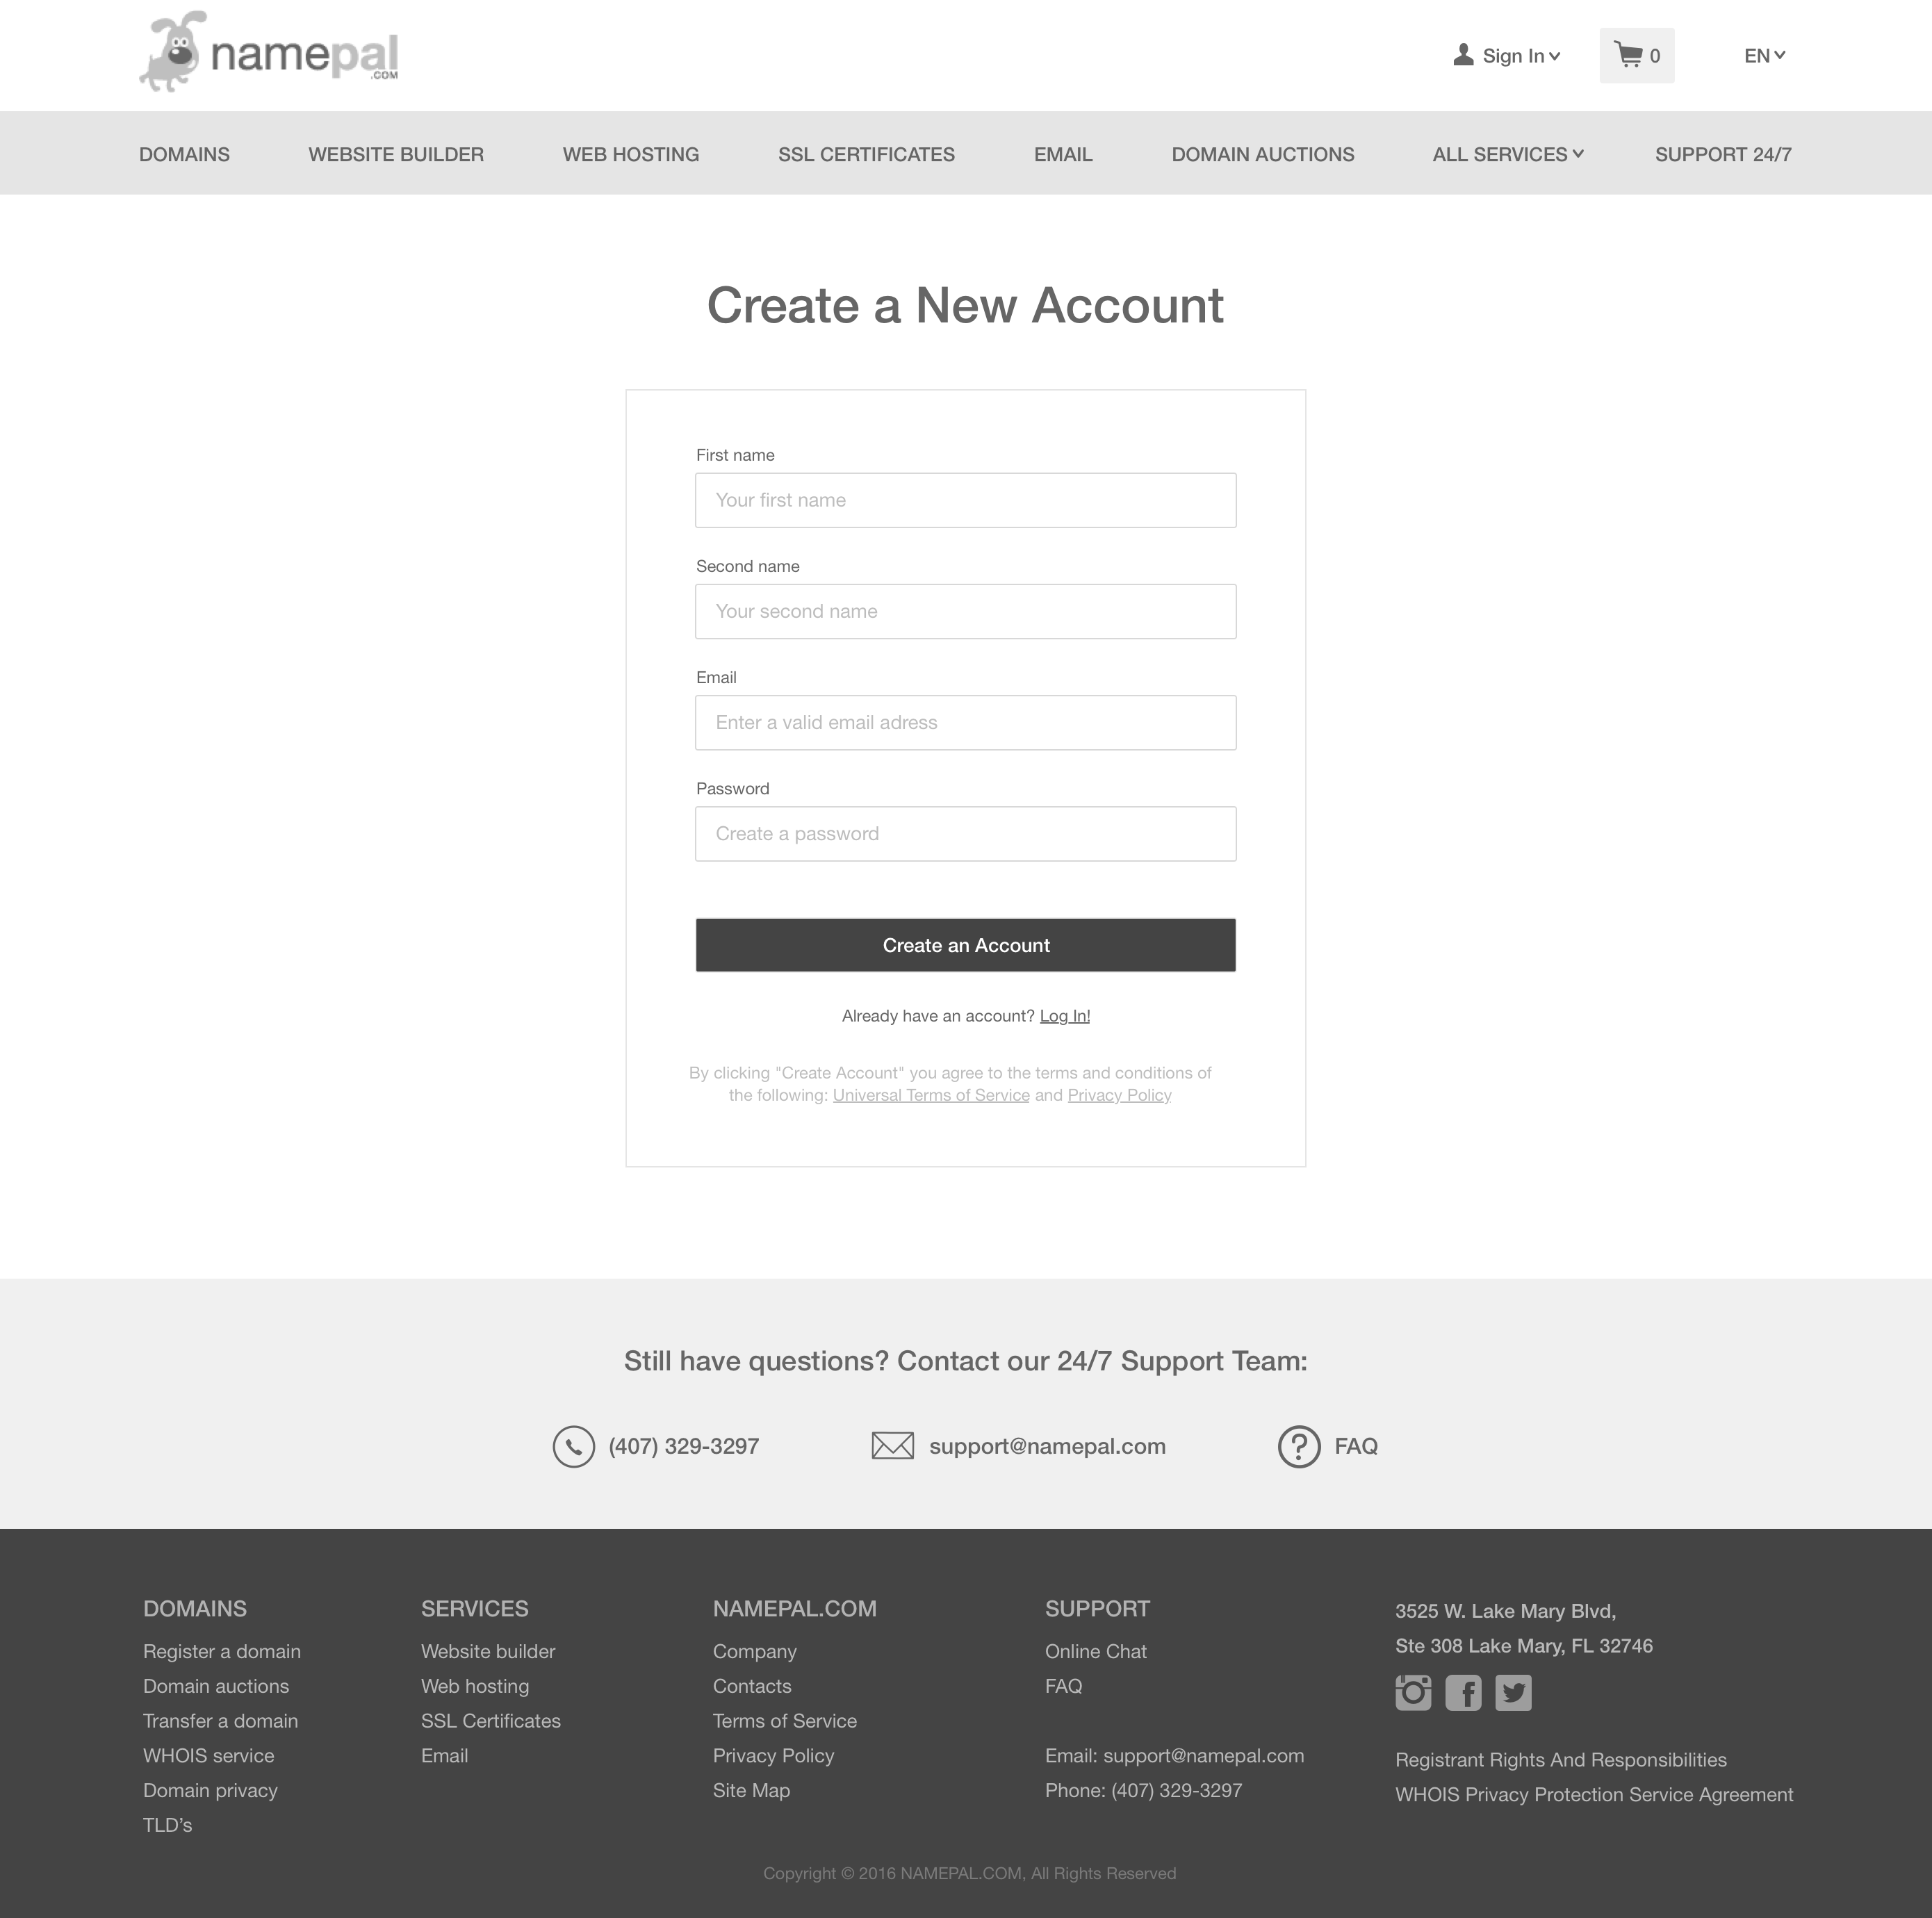 namepal
.COM
Sign In
0
EN
DOMAINS
WEBSITE BUILDER
WEB HOSTING
SSL CERTIFICATES
EMAIL
DOMAIN AUCTIONS
ALL SERVICES
SUPPORT 24/7
Create a New Account
First name
Your first name
Second name
Your second name
Email
Enter a valid email adress
Password
Create a password
Create an Account
Already have an account? Log In!
By clicking "Create Account" you agree to the terms and conditions of
the following: Universal Terms of Service and Privacy Policy
Still have questions? Contact our 24/7 Support Team:
(407) 329-3297
support@namepal.com
FAQ
DOMAINS
Register a domain
Domain auctions
Transfer a domain
WHOIS service
Domain privacy
TLD’s
SERVICES
Website builder
Web hosting
SSL Certificates
Email
NAMEPAL.COM
Company
Contacts
Terms of Service
Privacy Policy
Site Map
SUPPORT
Online Chat
FAQ
Email: support@namepal.com
Phone: (407) 329-3297
3525 W. Lake Mary Blvd,
Ste 308 Lake Mary, FL 32746
Registrant Rights And Responsibilities
WHOIS Privacy Protection Service Agreement
Copyright © 2016 NAMEPAL.COM, All Rights Reserved